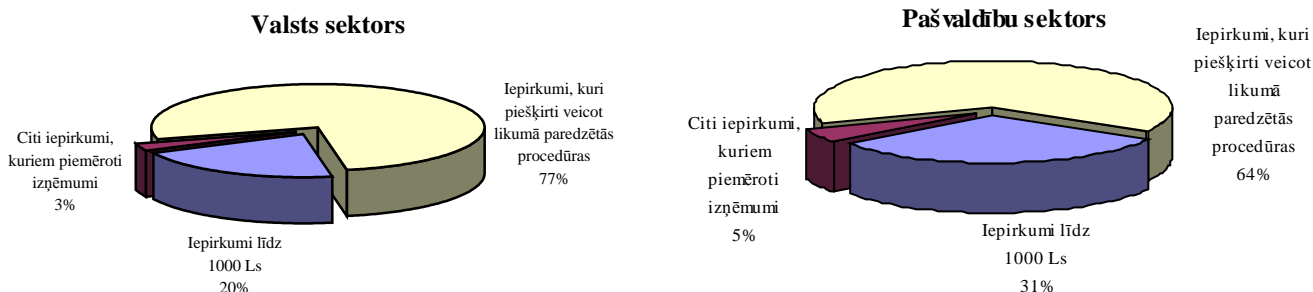 Valsts sektors
Iepirkumi, kuri
piešķirti veicot
likumā paredzētās
procedūras
77%
Citi iepirkumi,
kuriem piemēroti
izņēmumi
3%
Iepirkumi līdz
1000 Ls
20%
Pašvaldību sektors
Iepirkumi, kuri
piešķirti veicot
likumā
paredzētās
procedūras
64%
Citi iepirkumi,
kuriem
piemēroti
izņēmumi
5%
Iepirkumi līdz
1000 Ls
31%